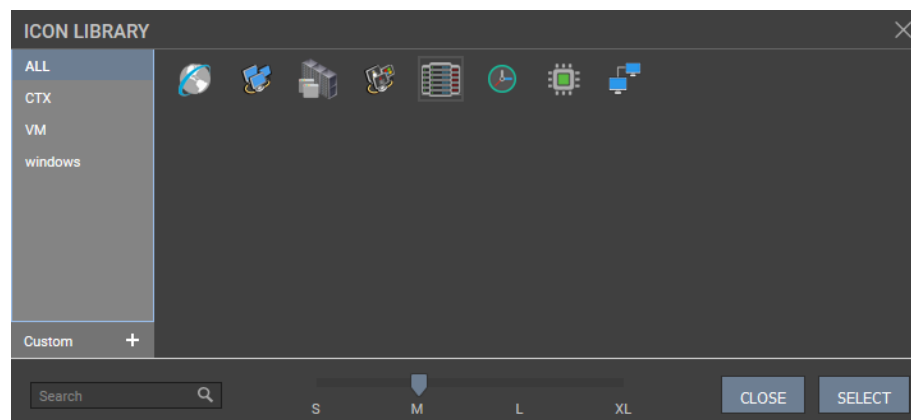 ICON LIBRARY
ALL
CTX
VM
windows
Custom +
Search
S M L XL
CLOSE SELECT